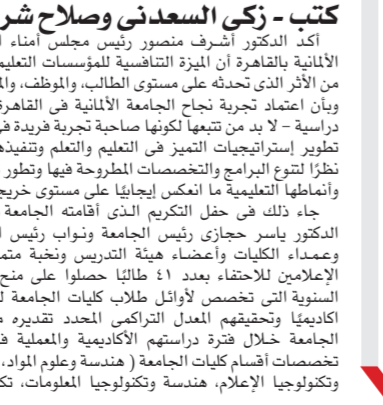 كتب - زكى السعدنى وصلاح شر
أكد الدكتور أشرف منصور رئيس مجلس أمناء
الألمانية بالقاهرة أن الميزة التنافسية للمؤسسات التعليم
من الأثر الذى تحدثه على مستوى الطالب، والموظف، والم
وبأن اعتماد تجربة نجاح الجامعة الألمانية فى القاهرة
دراسية – لا بد من تتبعها لكونها صاحبة تجربة فريدة فى
تطوير إستراتيجيات التميز فى التعليم والتعلم وتنفيذه
نظرًا لتنوع البرامج والتخصصات المطروحة فيها وتطور
وأنماطها التعليمية ما انعكس إيجابيًا على مستوى خريج
جاء ذلك فى حفل التكريم الذى أقامته الجامعة
الدكتور ياسر حجازى رئيس الجامعة ونواب رئيس
وعمداء الكليات وأعضاء هيئة التدريس ونخبة متم
الإعلامين للاحتفاء بعدد ٤١ طالبًا حصلوا على منح
السنوية التى تخصص لأوائل طلاب كليات الجامعة ل
اكاديميًا وتحقيقهم المعدل التراكمى المحدد تقديره م
الجامعة خلال فترة دراستهم الأكاديمية والمعملية ف
تخصصات أقسام كليات الجامعة ( هندسة وعلوم المواد،
وتكنولوجيا الإعلام، هندسة وتكنولوجيا المعلومات، تك